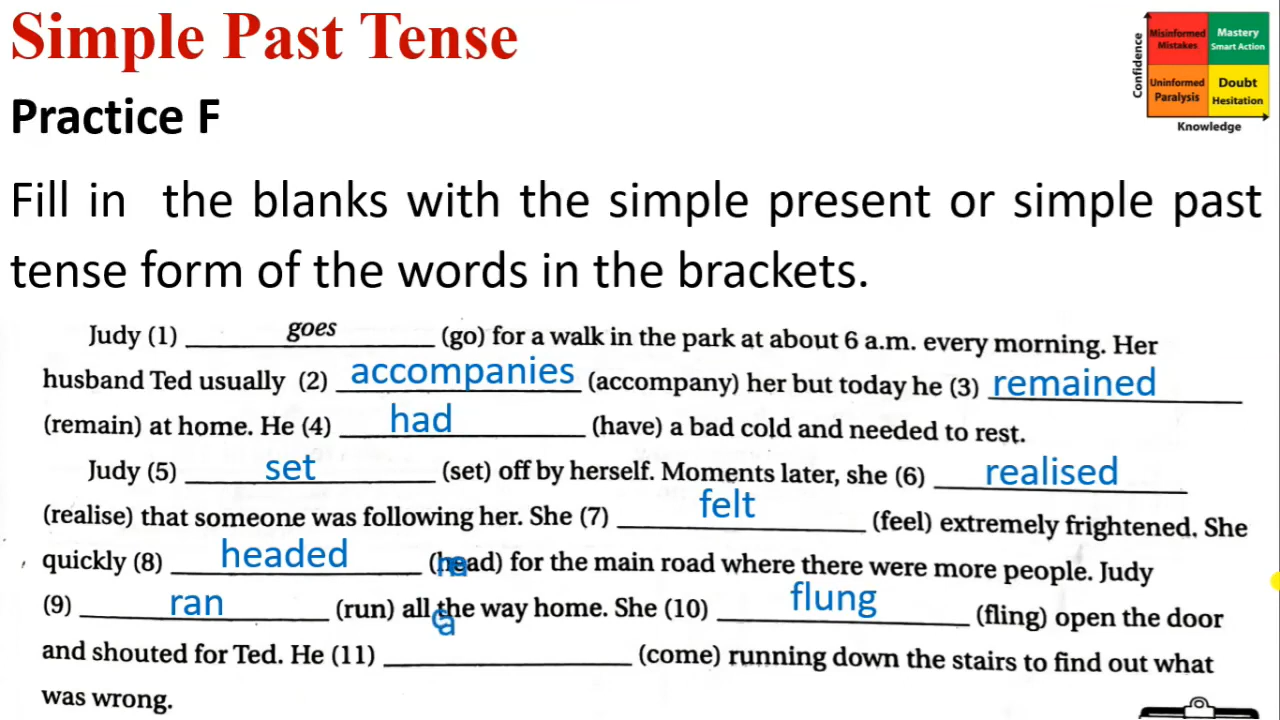 Simple Past Tense
Confidence
Misinformed Mistakes
Mastery Smart Action
Uninformed Paralysis
Doubt Hesitation
Knowledge
Practice F
Fill in the blanks with the simple present or simple past
tense form of the words in the brackets.
Judy (1) goes (go) for a walk in the park at about 6 a.m. every morning. Her
husband Ted usually (2) accompanies (accompany) her but today he (3) remained
(remain) at home. He (4) had (have) a bad cold and needed to rest.
Judy (5) set (set) off by herself. Moments later, she (6) realised
(realise) that someone was following her. She (7) felt (feel) extremely frightened. She
quickly (8) headed (head) for the main road where there were more people. Judy
(9) ran (run) all the way home. She (10) flung (fling) open the door
and shouted for Ted. He (11) (come) running down the stairs to find out what
was wrong.